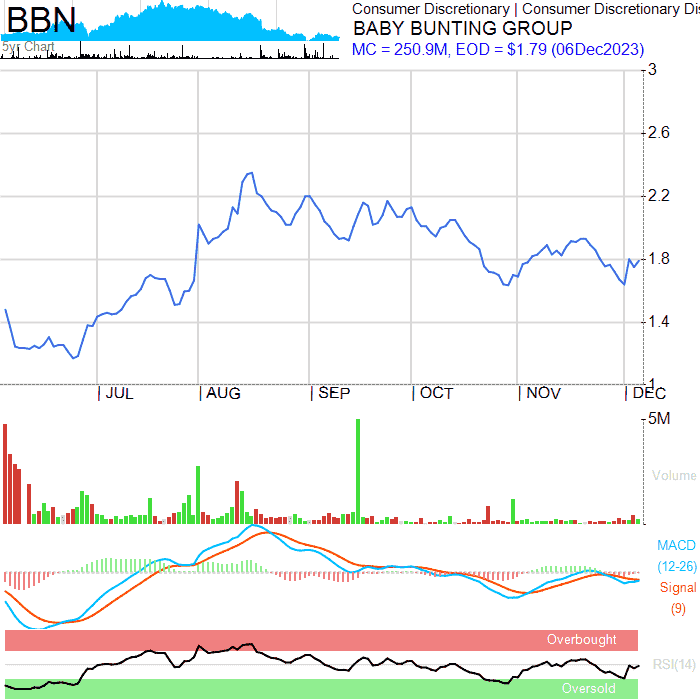 BBN
5yr Chart
Consumer Discretionary | Consumer Discretionary Dis
BABY BUNTING GROUP
MC = 250.9M, EOD = $1.79 (06Dec2023)
3
2.6
2.2
1.8
1.4
1
| JUL | AUG | SEP | OCT | NOV | DEC
5M
Volume
MACD
(12-26)
Signal
(9)
Overbought
RSI(14)
Oversold